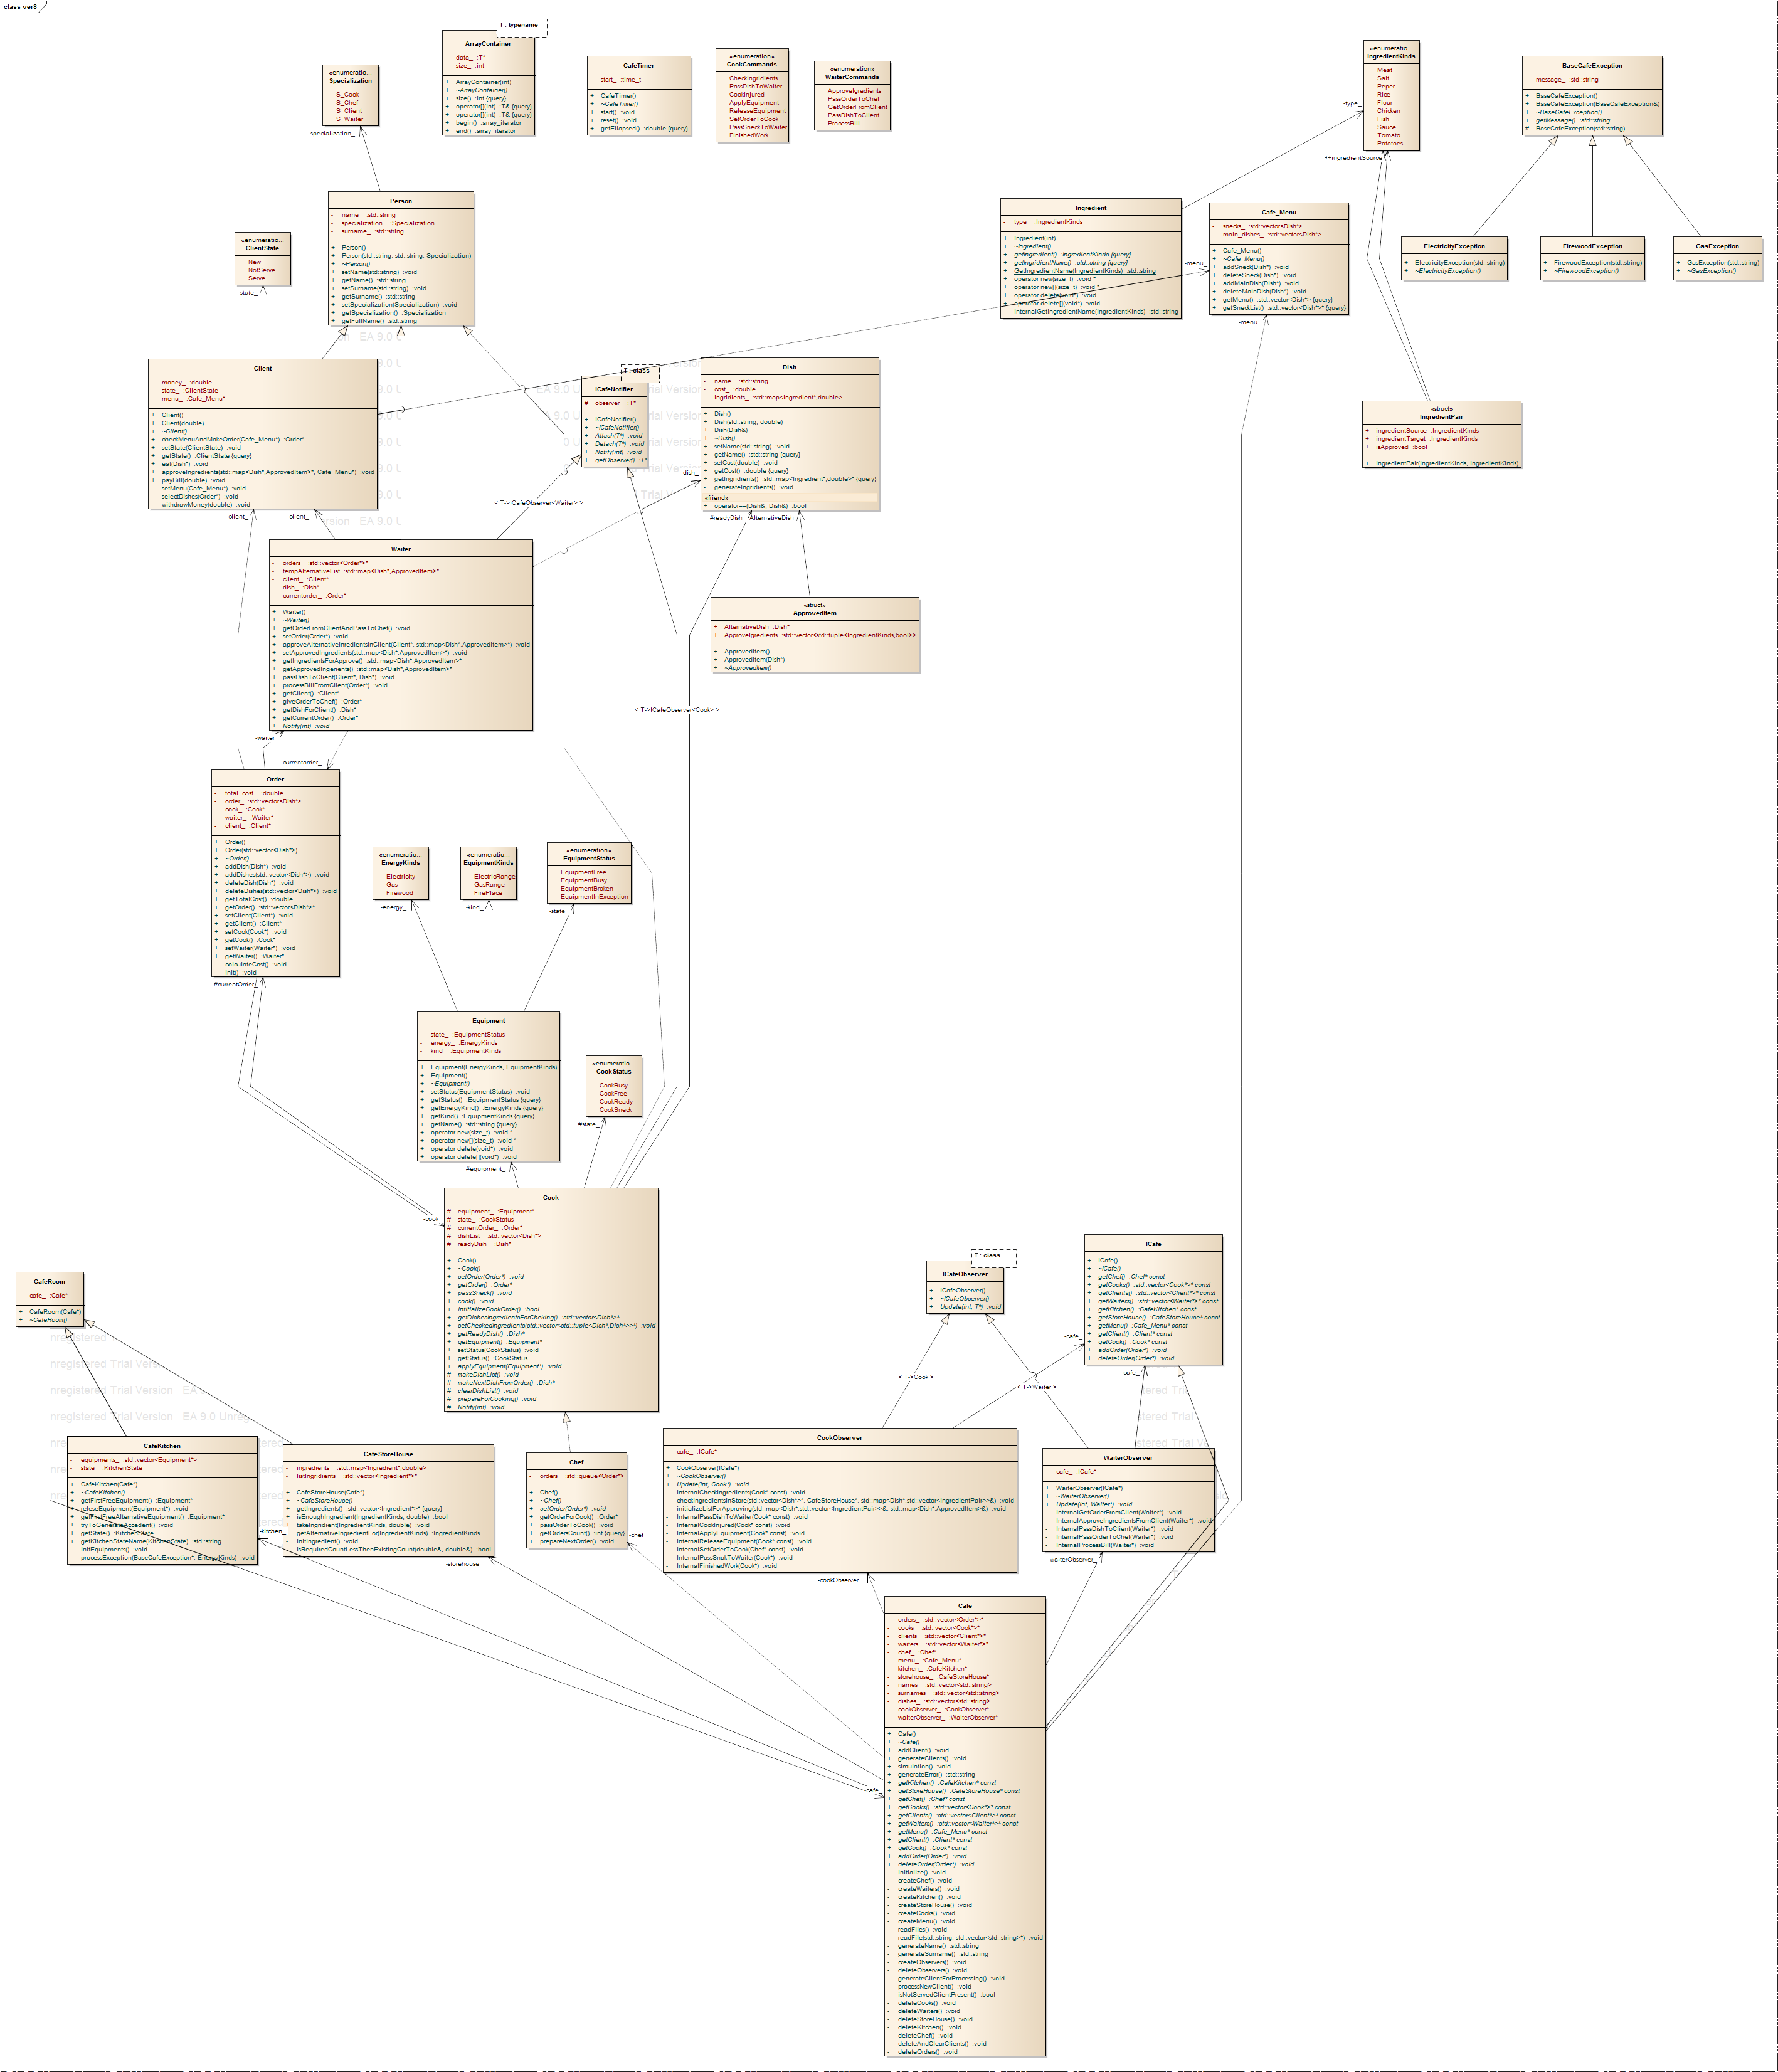 class ver8
T : typename
ArrayContainer
- data_ :T*
- size_ :int
+ ArrayContainer(int)
+ ~ArrayContainer()
+ size() :int {query}
+ operator[](int) :T& {query}
+ operator[](int) :T& {query}
+ begin() :array_iterator
+ end() :array_iterator
«enumeratio...
Specialization
S_Cook
S_Chef
S_Client
S_Waiter
-specialization_
CafeTimer
- start_ :time_t
+ CafeTimer()
+ ~CafeTimer()
+ start() :void
+ reset() :void
+ getEllapsed() :double {query}
«enumeration»
CookCommands
CheckIngridients
PassDishToWaiter
CookInjured
ApplyEquipment
ReleaseEquipment
SetOrderToCook
PassSneckToWaiter
FinishedWork
«enumeration»
WaiterCommands
ApproveIgredients
PassOrderToChef
GetOrderFromClient
PassDishToClient
ProcessBill
«enumeratio...
IngredientKinds
Meat
Salt
Peper
Rice
Flour
Chicken
Fish
Sauce
Tomato
Potatoes
-type_
++ingredientSource
BaseCafeException
- message_ :std::string
+ BaseCafeException()
+ BaseCafeException(BaseCafeException&)
+ ~BaseCafeException()
+ getMessage() :std::string
# BaseCafeException(std::string)
ElectricityException
+ ElectricityException(std::string)
+ ~ElectricityException()
FirewoodException
+ FirewoodException(std::string)
+ ~FirewoodException()
GasException
+ GasException(std::string)
+ ~GasException()
Person
- name_ :std::string
- specialization_ :Specialization
- surname_ :std::string
+ Person()
+ Person(std::string, std::string, Specialization)
+ ~Person()
+ setName(std::string) :void
+ getName() :std::string
+ setSurname(std::string) :void
+ getSurname() :std::string
+ setSpecialization(Specialization) :void
+ getSpecialization() :Specialization
+ getFullName() :std::string
«enumeratio...
ClientState
New
NotServe
Serve
-state_
Ingredient
- type_ :IngredientKinds
+ Ingredient(int)
+ ~Ingredient()
+ getIngredient() :IngredientKinds {query}
+ getIngridientName() :std::string {query}
+ GetIngredientName(IngredientKinds) :std::string
+ operator new(size_t) :void *
+ operator new[](size_t) :void *
+ operator delete(void*) :void
+ operator delete[](void*) :void
- InternalGetIngredientName(IngredientKinds) :std::string
Cafe_Menu
- snecks_ :std::vector<Dish*>
- main_dishes_ :std::vector<Dish*>
+ Cafe_Menu()
+ ~Cafe_Menu()
+ addSneck(Dish*) :void
+ deleteSneck(Dish*) :void
+ addMainDish(Dish*) :void
+ deleteMainDish(Dish*) :void
+ getMenu() :std::vector<Dish*> {query}
+ getSneckList() :std::vector<Dish*>* {query}
-menu_
-menu_
Client
- money_ :double
- state_ :ClientState
- menu_ :Cafe_Menu*
+ Client()
+ Client(double)
+ ~Client()
+ checkMenuAndMakeOrder(Cafe_Menu*) :Order*
+ setState(ClientState) :void
+ getState() :ClientState {query}
+ eat(Dish*) :void
+ approveIngredients(std::map<Dish*,ApprovedItem>*, Cafe_Menu*) :void
+ payBill(double) :void
- setMenu(Cafe_Menu*) :void
- selectDishes(Order*) :void
- withdrawMoney(double) :void
-client_
-client_
T : class
ICafeNotifier
# observer_ :T*
+ ICafeNotifier()
+ ~ICafeNotifier()
+ Attach(T*) :void
+ Detach(T*) :void
+ Notify(int) :void
+ getObserver() :T*
Dish
- name_ :std::string
- cost_ :double
- ingridients_ :std::map<Ingredient*,double>
+ Dish()
+ Dish(std::string, double)
+ Dish(Dish&)
+ ~Dish()
+ setName(std::string) :void
+ getName() :std::string {query}
+ setCost(double) :void
+ getCost() :double {query}
+ getIngridients() :std::map<Ingredient*,double>* {query}
- generateIngridients() :void
«friend»
+ operator==(Dish&, Dish&) :bool
-dish_
#readyDish_
AlternativeDish
«struct»
IngredientPair
+ ingredientSource :IngredientKinds
+ ingredientTarget :IngredientKinds
+ isApproved :bool
+ IngredientPair(IngredientKinds, IngredientKinds)
< T->ICafeObserver<Waiter> >
Waiter
- orders_ :std::vector<Order*>*
- tempAlternativeList :std::map<Dish*,ApprovedItem>*
- client_ :Client*
- dish_ :Dish*
- currentorder_ :Order*
+ Waiter()
+ ~Waiter()
+ getOrderFromClientAndPassToChef() :void
+ setOrder(Order*) :void
+ approveAlternativeInredientsInClient(Client*, std::map<Dish*,ApprovedItem>*) :void
+ setApprovedIngredients(std::map<Dish*,ApprovedItem>*) :void
+ getIngredientsForApprove() :std::map<Dish*,ApprovedItem>*
+ getApprovedIngerients() :std::map<Dish*,ApprovedItem>*
+ passDishToClient(Client*, Dish*) :void
+ processBillFromClient(Order*) :void
+ getClient() :Client*
+ giveOrderToChef() :Order*
+ getDishForClient() :Dish*
+ getCurrentOrder() :Order*
+ Notify(int) :void
«struct»
ApprovedItem
+ AlternativeDish :Dish*
+ ApproveIgredients :std::vector<std::tuple<IngredientKinds,bool>>
+ ApprovedItem()
+ ApprovedItem(Dish*)
+ ~ApprovedItem()
< T->ICafeObserver<Cook> >
-waiter_
-currentorder_
Order
- total_cost_ :double
- order_ :std::vector<Dish*>
- cook_ :Cook*
- waiter_ :Waiter*
- client_ :Client*
+ Order()
+ Order(std::vector<Dish*>)
+ ~Order()
+ addDish(Dish*) :void
+ addDishes(std::vector<Dish*>) :void
+ deleteDish(Dish*) :void
+ deleteDishes(std::vector<Dish*>) :void
+ getTotalCost() :double
+ getOrder() :std::vector<Dish*>*
+ setClient(Client*) :void
+ getClient() :Client*
+ setCook(Cook*) :void
+ getCook() :Cook*
+ setWaiter(Waiter*) :void
+ getWaiter() :Waiter*
- calculateCost() :void
- init() :void
#currentOrder_
«enumeratio...
EnergyKinds
Electricity
Gas
Firewood
-energy_
«enumeratio...
EquipmentKinds
ElectricRange
GasRange
FirePlace
-kind_
«enumeration»
EquipmentStatus
EquipmentFree
EquipmentBusy
EquipmentBroken
EquipmentInException
-state_
Equipment
- state_ :EquipmentStatus
- energy_ :EnergyKinds
- kind_ :EquipmentKinds
+ Equipment(EnergyKinds, EquipmentKinds)
+ Equipment()
+ ~Equipment()
+ setStatus(EquipmentStatus) :void
+ getStatus() :EquipmentStatus {query}
+ getEnergyKind() :EnergyKinds {query}
+ getKind() :EquipmentKinds {query}
+ getName() :std::string {query}
+ operator new(size_t) :void *
+ operator new[](size_t) :void *
+ operator delete(void*) :void
+ operator delete[](void*) :void
#equipment_
«enumeratio...
CookStatus
CookBusy
CookFree
CookReady
CookSneck
#state_
-cook_
Cook
# equipment_ :Equipment*
# state_ :CookStatus
# currentOrder_ :Order*
# dishList_ :std::vector<Dish*>
# readyDish_ :Dish*
+ Cook()
+ ~Cook()
+ setOrder(Order*) :void
+ getOrder() :Order*
+ passSneck() :void
+ cook() :void
+ intitializeCookOrder() :bool
+ getDishesIngredientsForCheking() :std::vector<Dish*>*
+ setCheckedIngredients(std::vector<std::tuple<Dish*,Dish*>>*) :void
+ getReadyDish() :Dish*
+ getEquipment() :Equipment*
+ setStatus(CookStatus) :void
+ getStatus() :CookStatus
+ applyEquipment(Equipment*) :void
# makeDishList() :void
# makeNextDishFromOrder() :Dish*
# clearDishList() :void
# prepareForCooking() :void
# Notify(int) :void
CafeRoom
- cafe_ :Cafe*
+ CafeRoom(Cafe*)
+ ~CafeRoom()
T : class
ICafeObserver
+ ICafeObserver()
+ ~ICafeObserver()
+ Update(int, T*) :void
ICafe
+ ICafe()
+ ~ICafe()
+ getChef() :Chef* const
+ getCooks() :std::vector<Cook*>* const
+ getClients() :std::vector<Client*>* const
+ getWaiters() :std::vector<Waiter*>* const
+ getKitchen() :CafeKitchen* const
+ getStoreHouse() :CafeStoreHouse* const
+ getMenu() :Cafe_Menu* const
+ getClient() :Client* const
+ getCook() :Cook* const
+ addOrder(Order*) :void
+ deleteOrder(Order*) :void
-cafe_
-cafe_
< T->Cook >
< T->Waiter >
CafeKitchen
- equipments_ :std::vector<Equipment*>
- state_ :KitchenState
+ CafeKitchen(Cafe*)
+ ~CafeKitchen()
+ getFirstFreeEquipment() :Equipment*
+ releseEquipment(Equipment*) :void
+ getFirstFreeAlternativeEquipment() :Equipment*
+ tryToGenerateAccedent() :void
+ getState() :KitchenState
+ getKitchenStateName(KitchenState) :std::string
- initEquipments() :void
- processException(BaseCafeException*, EnergyKinds) :void
-kitchen_
CafeStoreHouse
- ingredients_ :std::map<Ingredient*,double>
- listIngridients_ :std::vector<Ingredient*>*
+ CafeStoreHouse(Cafe*)
+ ~CafeStoreHouse()
+ getIngredients() :std::vector<Ingredient*>* {query}
+ isEnoughIngredient(IngredientKinds, double) :bool
+ takeIngredient(IngredientKinds, double) :void
+ getAlternativeIngredientFor(IngredientKinds) :IngredientKinds
- initIngredient() :void
- isRequiredCountLessThenExistingCount(double&, double&) :bool
-storehouse_
Chef
- orders_ :std::queue<Order*>
+ Chef()
+ ~Chef()
+ setOrder(Order*) :void
+ getOrderForCook() :Order*
+ passOrderToCook() :void
+ getOrdersCount() :int {query}
+ prepareNextOrder() :void
-chef_
CookObserver
- cafe_ :ICafe*
+ CookObserver(ICafe*)
+ ~CookObserver()
+ Update(int, Cook*) :void
- InternalCheckIngredients(Cook* const) :void
- checkIngredientsInStore(std::vector<Dish*>*, CafeStoreHouse*, std::map<Dish*,std::vector<IngredientPair>>&) :void
- initializeListForApproving(std::map<Dish*,std::vector<IngredientPair>>&, std::map<Dish*,ApprovedItem>&) :void
- InternalPassDishToWaiter(Cook* const) :void
- InternalCookInjured(Cook* const) :void
- InternalApplyEquipment(Cook* const) :void
- InternalReleaseEquipment(Cook* const) :void
- InternalSetOrderToCook(Chef* const) :void
- InternalPassSnakToWaiter(Cook*) :void
- InternalFinishedWork(Cook*) :void
-cookObserver_
WaiterObserver
- cafe_ :ICafe*
+ WaiterObserver(ICafe*)
+ ~WaiterObserver()
+ Update(int, Waiter*) :void
- InternalGetOrderFromClient(Waiter*) :void
- InternalApproveIngredientsFromClient(Waiter*) :void
- InternalPassDishToClient(Waiter*) :void
- InternalPassOrderToChef(Waiter*) :void
- InternalProcessBill(Waiter*) :void
-waiterObserver_
Cafe
- orders_ :std::vector<Order*>*
- cooks_ :std::vector<Cook*>*
- clients_ :std::vector<Client*>*
- waiters_ :std::vector<Waiter*>*
- chef_ :Chef*
- menu_ :Cafe_Menu*
- kitchen_ :CafeKitchen*
- storehouse_ :CafeStoreHouse*
- names_ :std::vector<std::string>
- surnames_ :std::vector<std::string>
- dishes_ :std::vector<std::string>
- cookObserver_ :CookObserver*
- waiterObserver_ :WaiterObserver*
+ Cafe()
+ ~Cafe()
+ addClient() :void
+ generateClients() :void
+ simulation() :void
+ generateError() :std::string
+ getKitchen() :CafeKitchen* const
+ getStoreHouse() :CafeStoreHouse* const
+ getChef() :Chef* const
+ getCooks() :std::vector<Cook*>* const
+ getClients() :std::vector<Client*>* const
+ getWaiters() :std::vector<Waiter*>* const
+ getMenu() :Cafe_Menu* const
+ getClient() :Client* const
+ getCook() :Cook* const
+ addOrder(Order*) :void
+ deleteOrder(Order*) :void
- initialize() :void
- createChef() :void
- createWaiters() :void
- createKitchen() :void
- createStoreHouse() :void
- createCooks() :void
- createMenu() :void
- readFiles() :void
- readFile(std::string, std::vector<std::string>*) :void
- generateName() :std::string
- generateSurname() :std::string
- createObservers() :void
- deleteObservers() :void
- generateClientForProcessing() :void
- processNewClient() :void
- isNotServedClientPresent() :bool
- deleteCooks() :void
- deleteWaiters() :void
- deleteStoreHouse() :void
- deleteKitchen() :void
- deleteChef() :void
- deleteAndClearClients() :void
- deleteOrders() :void
-cafe_